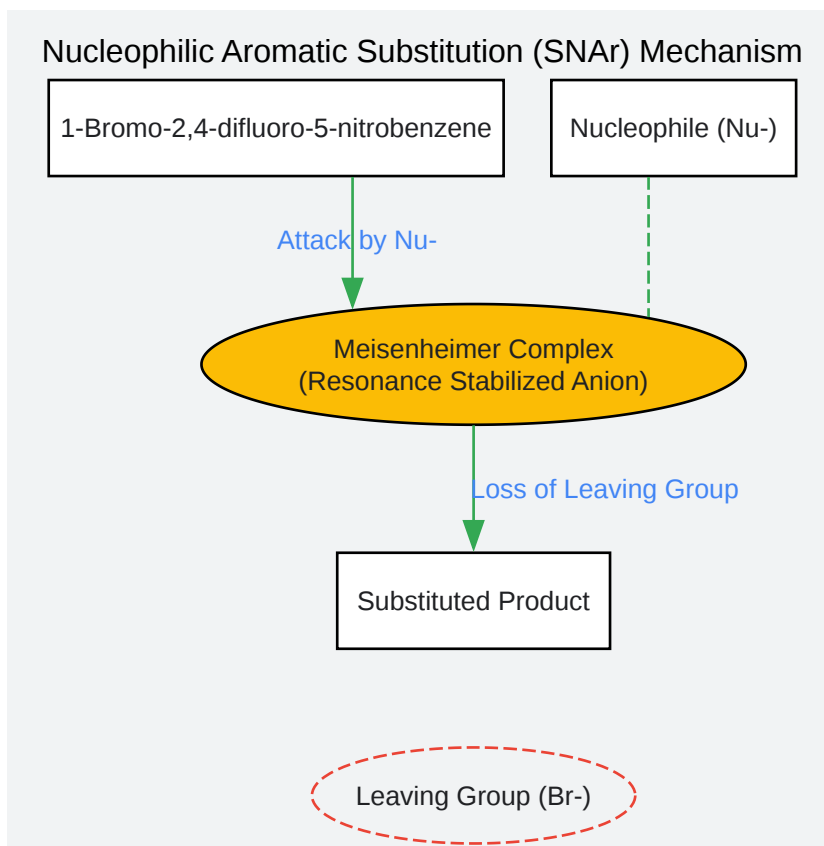 Nucleophilic Aromatic Substitution (SNAr) Mechanism
1-Bromo-2,4-difluoro-5-nitrobenzene
Nucleophile (Nu-)
Attack by Nu-
Meisenheimer Complex
(Resonance Stabilized Anion)
Loss of Leaving Group
Substituted Product
Leaving Group (Br-)